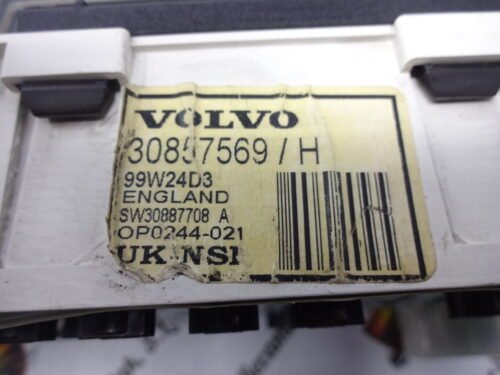 VOLVO
30857569 / H
99W24D3
ENGLAND
SW30887708 A
OP0244-021
UK-NSI